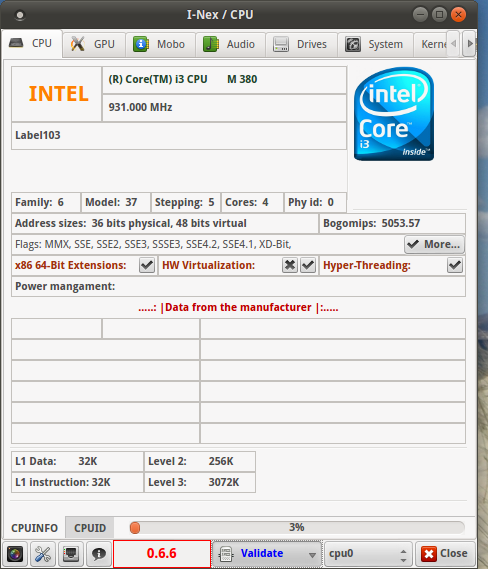 I-Nex / CPU
CPU GPU Mobo Audio Drives System Kerne
INTEL
(R) Core(TM) i3 CPU M 380
931.000 MHz
Label103
intel
Core™
i3
inside™
Family: 6 Model: 37 Stepping: 5 Cores: 4 Phy id: 0
Address sizes: 36 bits physical, 48 bits virtual Bogomips: 5053.57
Flags: MMX, SSE, SSE2, SSE3, SSSE3, SSE4.2, SSE4.1, XD-Bit, More...
x86 64-Bit Extensions: HW Virtualization: Hyper-Threading:
Power mangament:
.....: |Data from the manufacturer |:.....
L1 Data: 32K Level 2: 256K
L1 instruction: 32K Level 3: 3072K
CPUINFO CPUID 3%
0.6.6 Validate cpu0 Close